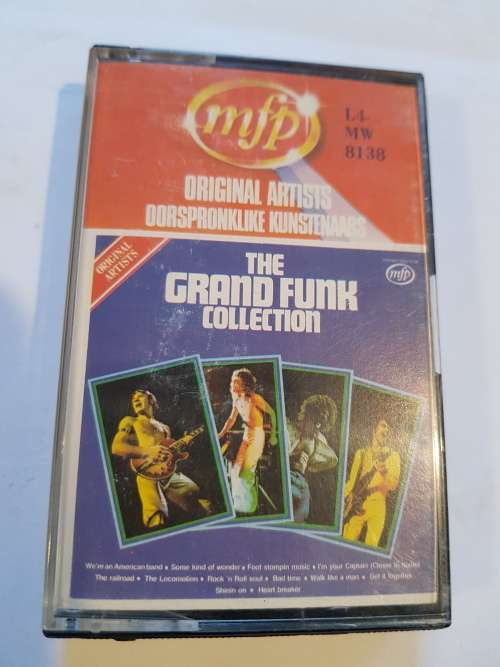 mfp
L4-
MW
8138
ORIGINAL ARTISTS
OORSPRONKLIKE KUNSTENAARS
ORIGINAL
ARTISTS
mfp
THE
GRAND FUNK
COLLECTION
We're an American band ★ Some kind of wonder ★ Foot stompin music ★ I'm your Captain (Closer to home)
The railroad ★ The Locomotion ★ Rock 'n Roll soul ★ Bad time ★ Walk like a man ★ Get it together
Shinin on ★ Heart breaker